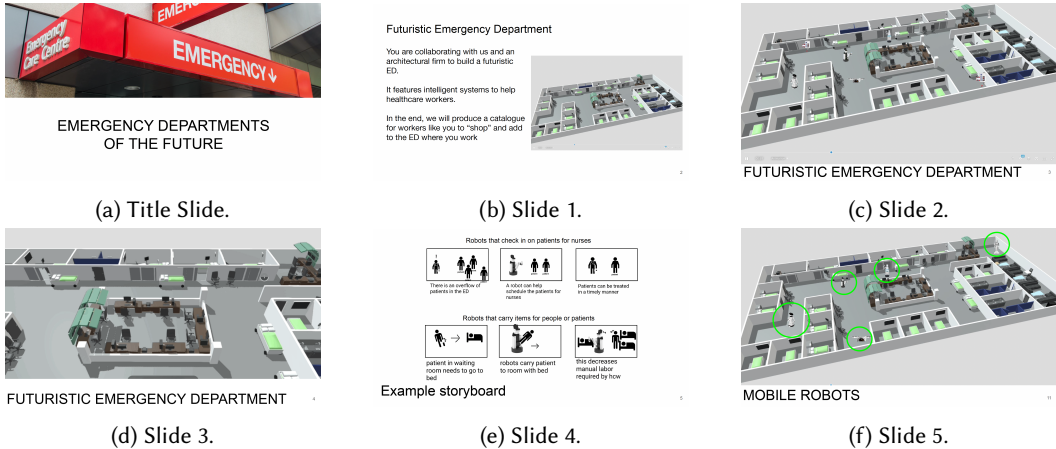 Emergency
Care Centre
EMERGENCY
EMERGENCY↓
EMERGENCY DEPARTMENTS
OF THE FUTURE
(a) Title Slide.
Futuristic Emergency Department
You are collaborating with us and an
architectural firm to build a futuristic
ED.
It features intelligent systems to help
healthcare workers.
In the end, we will produce a catalogue
for workers like you to “shop” and add
to the ED where you work
2
(b) Slide 1.
FUTURISTIC EMERGENCY DEPARTMENT
3
(c) Slide 2.
FUTURISTIC EMERGENCY DEPARTMENT
4
(d) Slide 3.
Robots that check in on patients for nurses
There is an overflow of
patients in the ED
A robot can help
schedule the patients for
nurses
Patients can be treated
in a timely manner
Robots that carry items for people or patients
patient in waiting
room needs to go to
bed
robots carry patient
to room with bed
this decreases
manual labor
required by how
Example storyboard
5
(e) Slide 4.
MOBILE ROBOTS
11
(f) Slide 5.